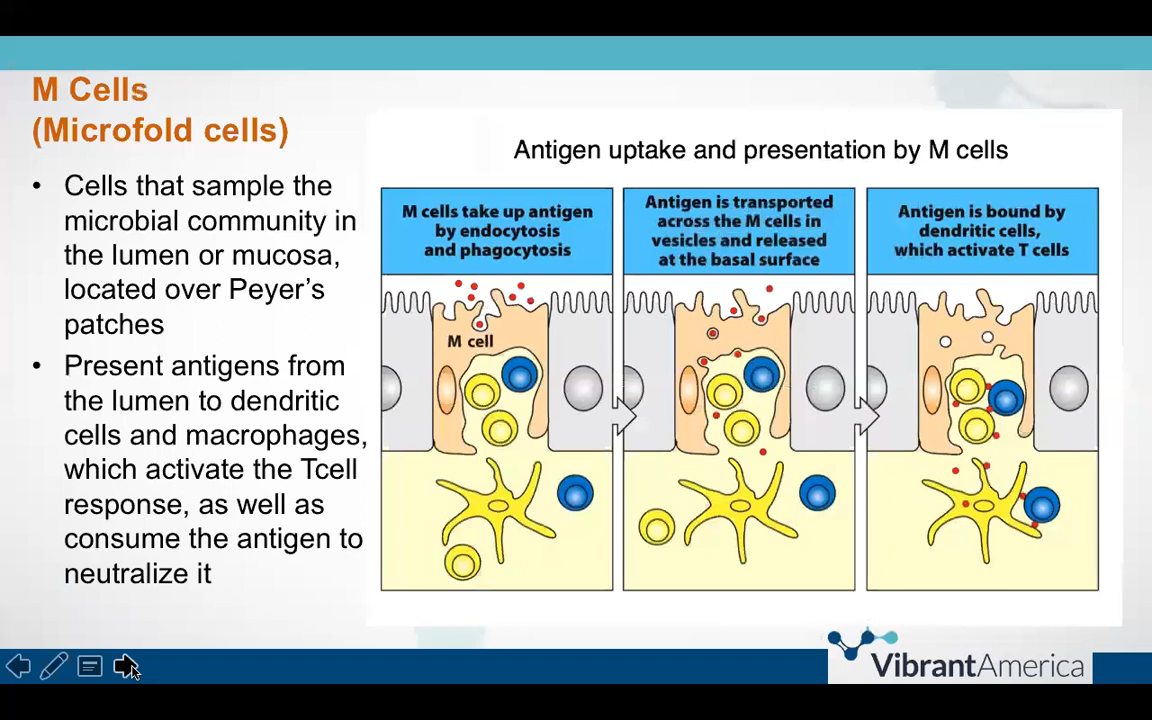 M Cells
(Microfold cells)
• Cells that sample the
microbial community in
the lumen or mucosa,
located over Peyer's
patches
• Present antigens from
the lumen to dendritic
cells and macrophages,
which activate the Tcell
response, as well as
consume the antigen to
neutralize it
Antigen uptake and presentation by M cells
M cells take up antigen
by endocytosis
and phagocytosis
Antigen is transported
across the M cells in
vesicles and released
at the basal surface
Antigen is bound by
dendritic cells,
which activate T cells
M cell
VibrantAmerica